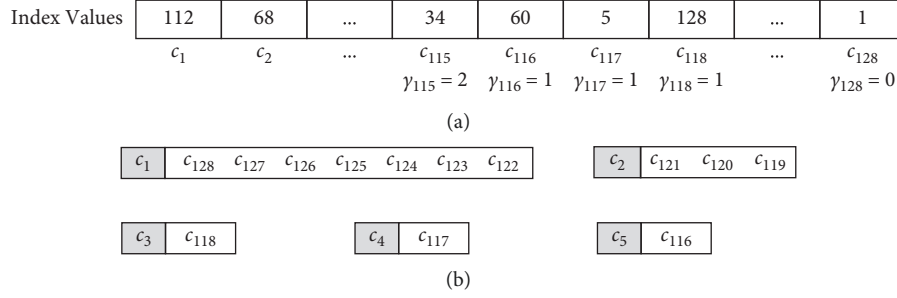 Index Values 112 68 ... 34 60 5 128 ... 1
c₁ c₂ ... c₁₁₅ c₁₁₆ c₁₁₇ c₁₁₈ ... c₁₂₈
γ₁₁₅ = 2 γ₁₁₆ = 1 γ₁₁₇ = 1 γ₁₁₈ = 1 γ₁₂₈ = 0
(a)
c₁ c₁₂₈ c₁₂₇ c₁₂₆ c₁₂₅ c₁₂₄ c₁₂₃ c₁₂₂ c₂ c₁₂₁ c₁₂₀ c₁₁₉
c₃ c₁₁₈ c₄ c₁₁₇ c₅ c₁₁₆
(b)